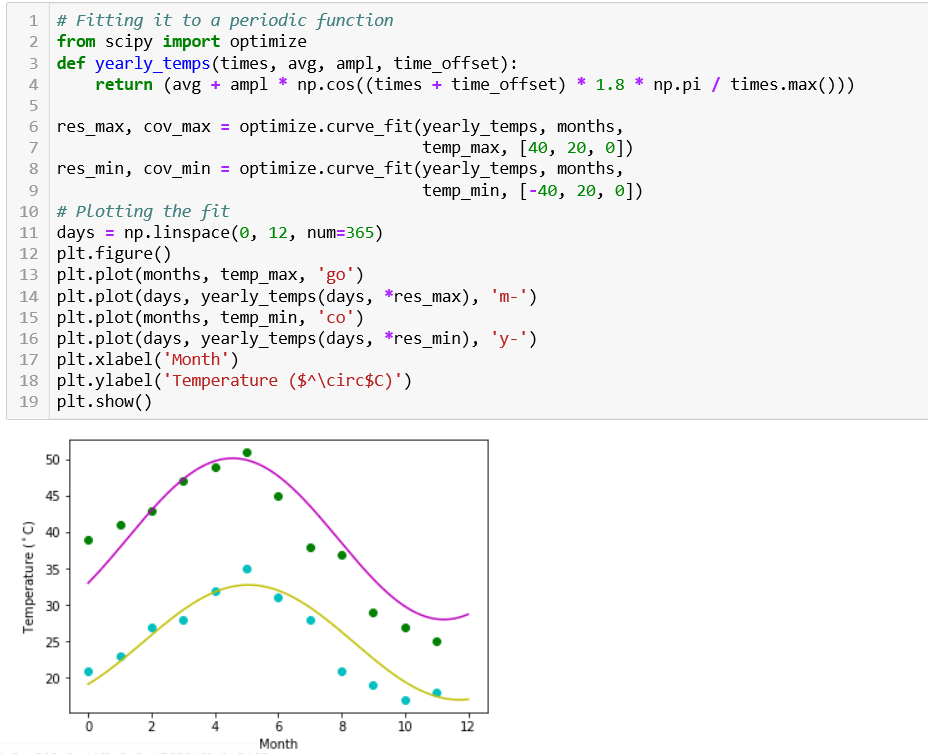 1 # Fitting it to a periodic function
2 from scipy import optimize
3 def yearly_temps(times, avg, ampl, time_offset):
4     return (avg + ampl * np.cos((times + time_offset) * 1.8 * np.pi / times.max()))
5
6 res_max, cov_max = optimize.curve_fit(yearly_temps, months,
7                                       temp_max, [40, 20, 0])
8 res_min, cov_min = optimize.curve_fit(yearly_temps, months,
9                                       temp_min, [-40, 20, 0])
10 # Plotting the fit
11 days = np.linspace(0, 12, num=365)
12 plt.figure()
13 plt.plot(months, temp_max, 'go')
14 plt.plot(days, yearly_temps(days, *res_max), 'm-')
15 plt.plot(months, temp_min, 'co')
16 plt.plot(days, yearly_temps(days, *res_min), 'y-')
17 plt.xlabel('Month')
18 plt.ylabel('Temperature ($^\circ$C)')
19 plt.show()
50
45
40
35
30
25
20
Temperature (°C)
0 2 4 6 8 10 12
Month